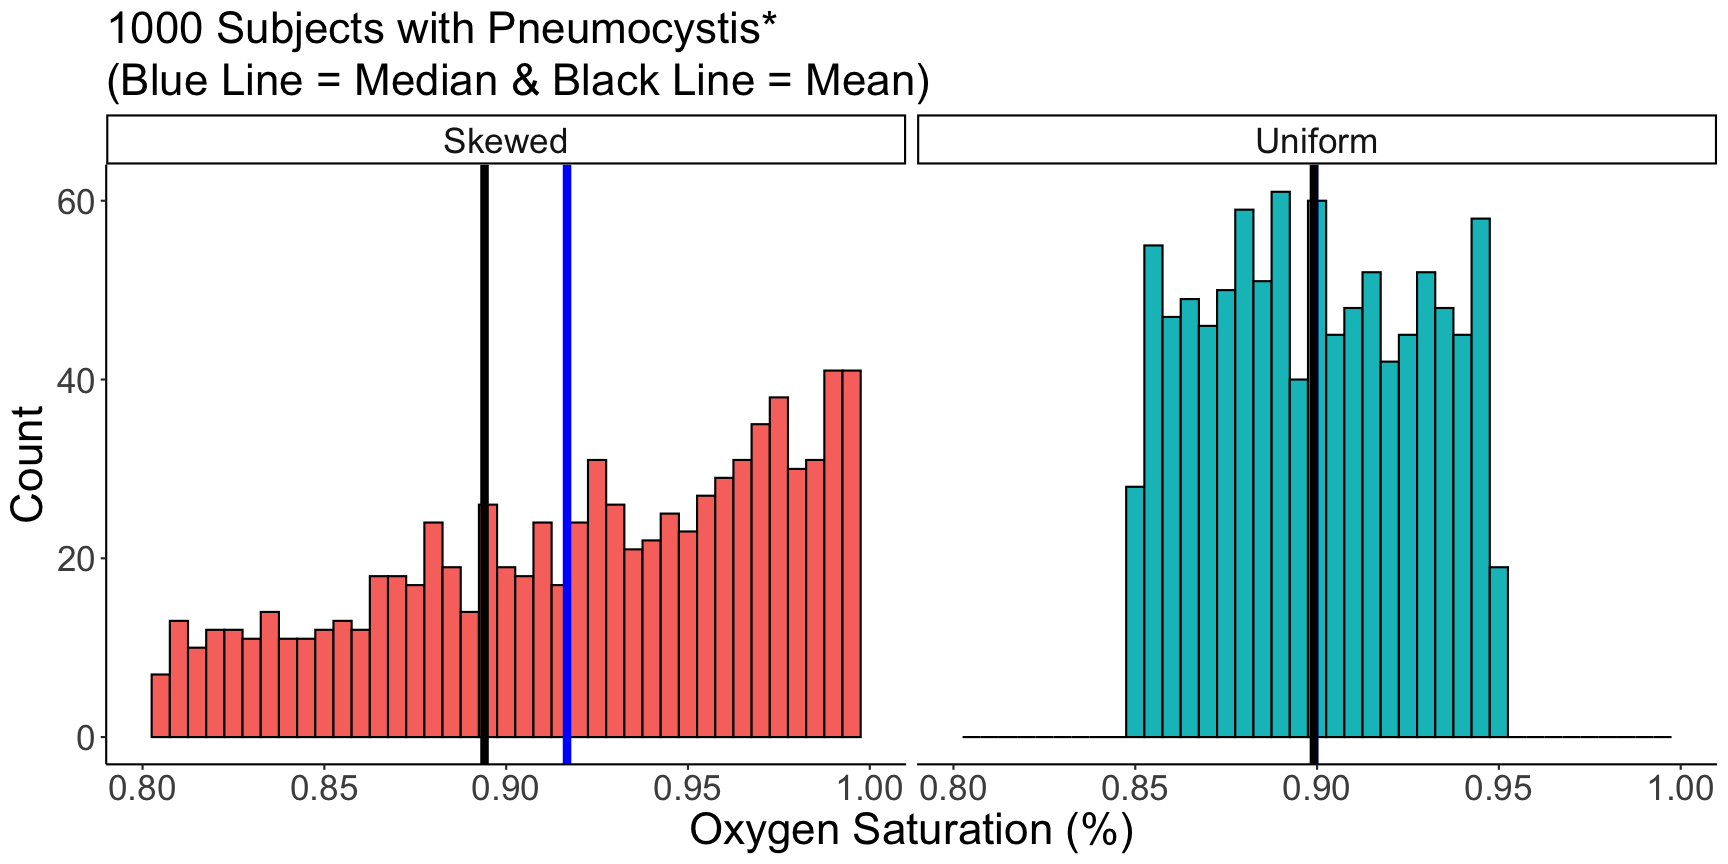 1000 Subjects with Pneumocystis*
(Blue Line = Median & Black Line = Mean)
Skewed
Uniform
60
40
20
0
Count
0.80 0.85 0.90 0.95 1.00
0.80 0.85 0.90 0.95 1.00
Oxygen Saturation (%)